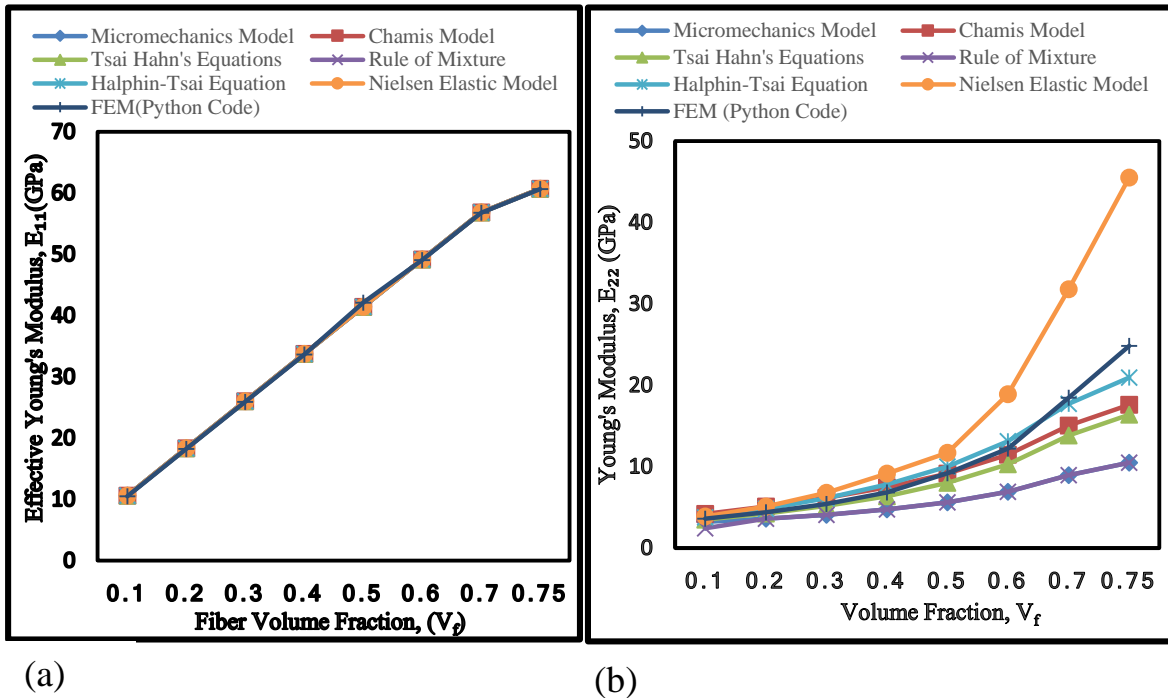 Micromechanics Model Chamis Model
Tsai Hahn's Equations Rule of Mixture
Halphin-Tsai Equation Nielsen Elastic Model
FEM(Python Code)
70
60
50
40
30
20
10
0
Effective Young's Modulus, E₁₁(GPa)
0.1 0.2 0.3 0.4 0.5 0.6 0.7 0.75
Fiber Volume Fraction, (V_f)
(a)
Micromechanics Model Chamis Model
Tsai Hahn's Equations Rule of Mixture
Halphin-Tsai Equation Nielsen Elastic Model
FEM (Python Code)
50
40
30
20
10
0
Young's Modulus, E₂₂ (GPa)
0.1 0.2 0.3 0.4 0.5 0.6 0.7 0.75
Volume Fraction, V_f
(b)